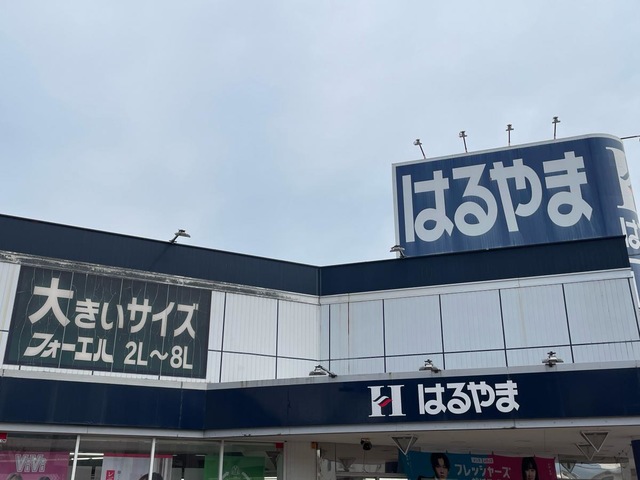 はるやま
大きいサイズ
フォーエル 2L～8L
H はるやま
ViVi
フレッシャーズ